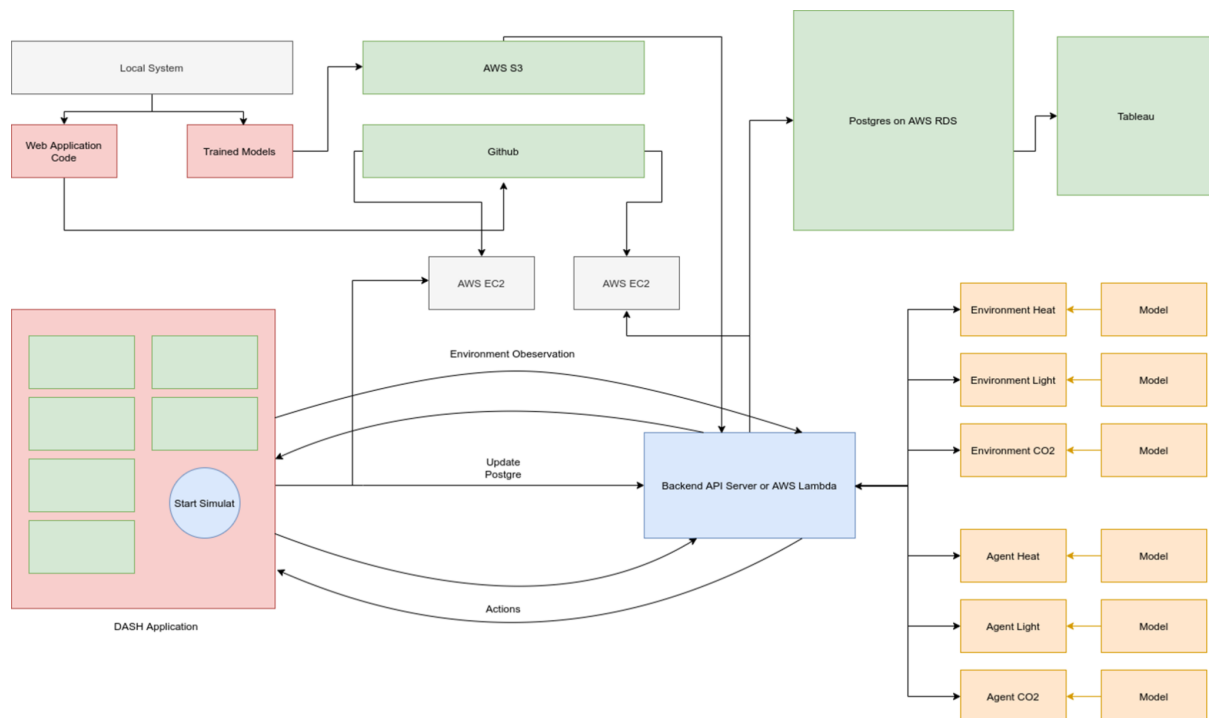 Local System
AWS S3
Postgres on AWS RDS
Tableau
Web Application
Code
Trained Models
Github
AWS EC2
AWS EC2
Environment Heat
Model
Environment Obeservation
Environment Light
Model
Environment CO2
Model
Update
Postgre
Start Simulat
Backend API Server or AWS Lambda
Agent Heat
Model
Actions
Agent Light
Model
DASH Application
Agent CO2
Model